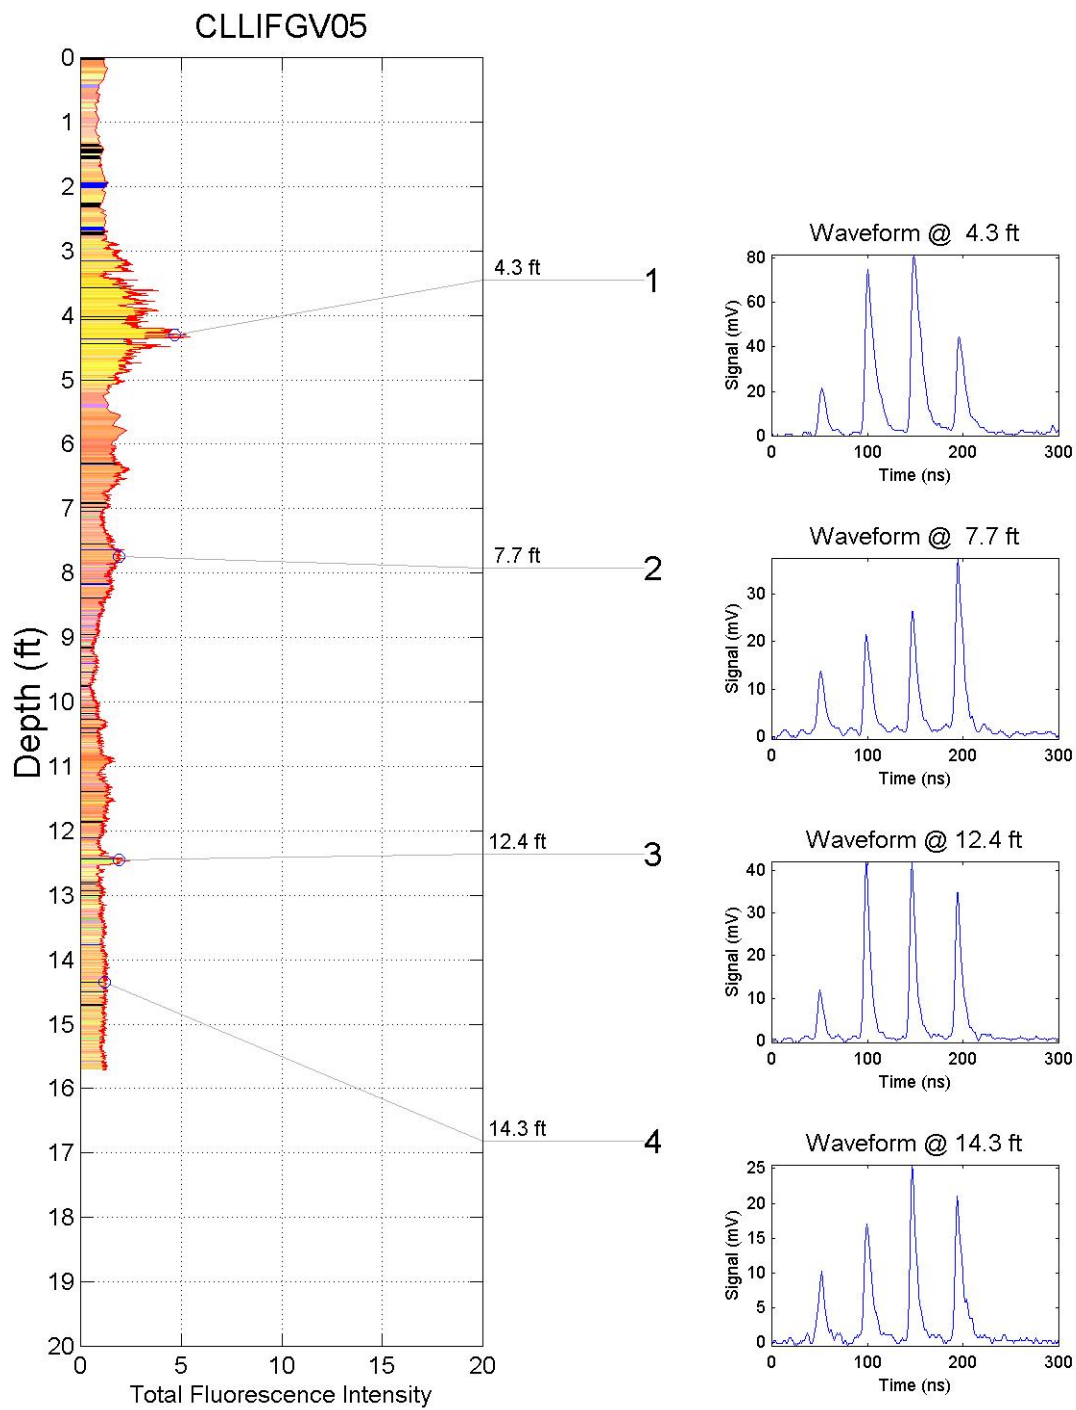 CLLIFGV05
0
1
2
3
4
5
6
7
8
9
10
11
12
13
14
15
16
17
18
19
20
Depth (ft)
0 5 10 15 20
Total Fluorescence Intensity
4.3 ft
1
7.7 ft
2
12.4 ft
3
14.3 ft
4
Waveform @ 4.3 ft
80
60
40
20
0
Signal (mV)
0 100 200 300
Time (ns)
Waveform @ 7.7 ft
30
20
10
0
Signal (mV)
0 100 200 300
Time (ns)
Waveform @ 12.4 ft
40
30
20
10
0
Signal (mV)
0 100 200 300
Time (ns)
Waveform @ 14.3 ft
25
20
15
10
5
0
Signal (mV)
0 100 200 300
Time (ns)